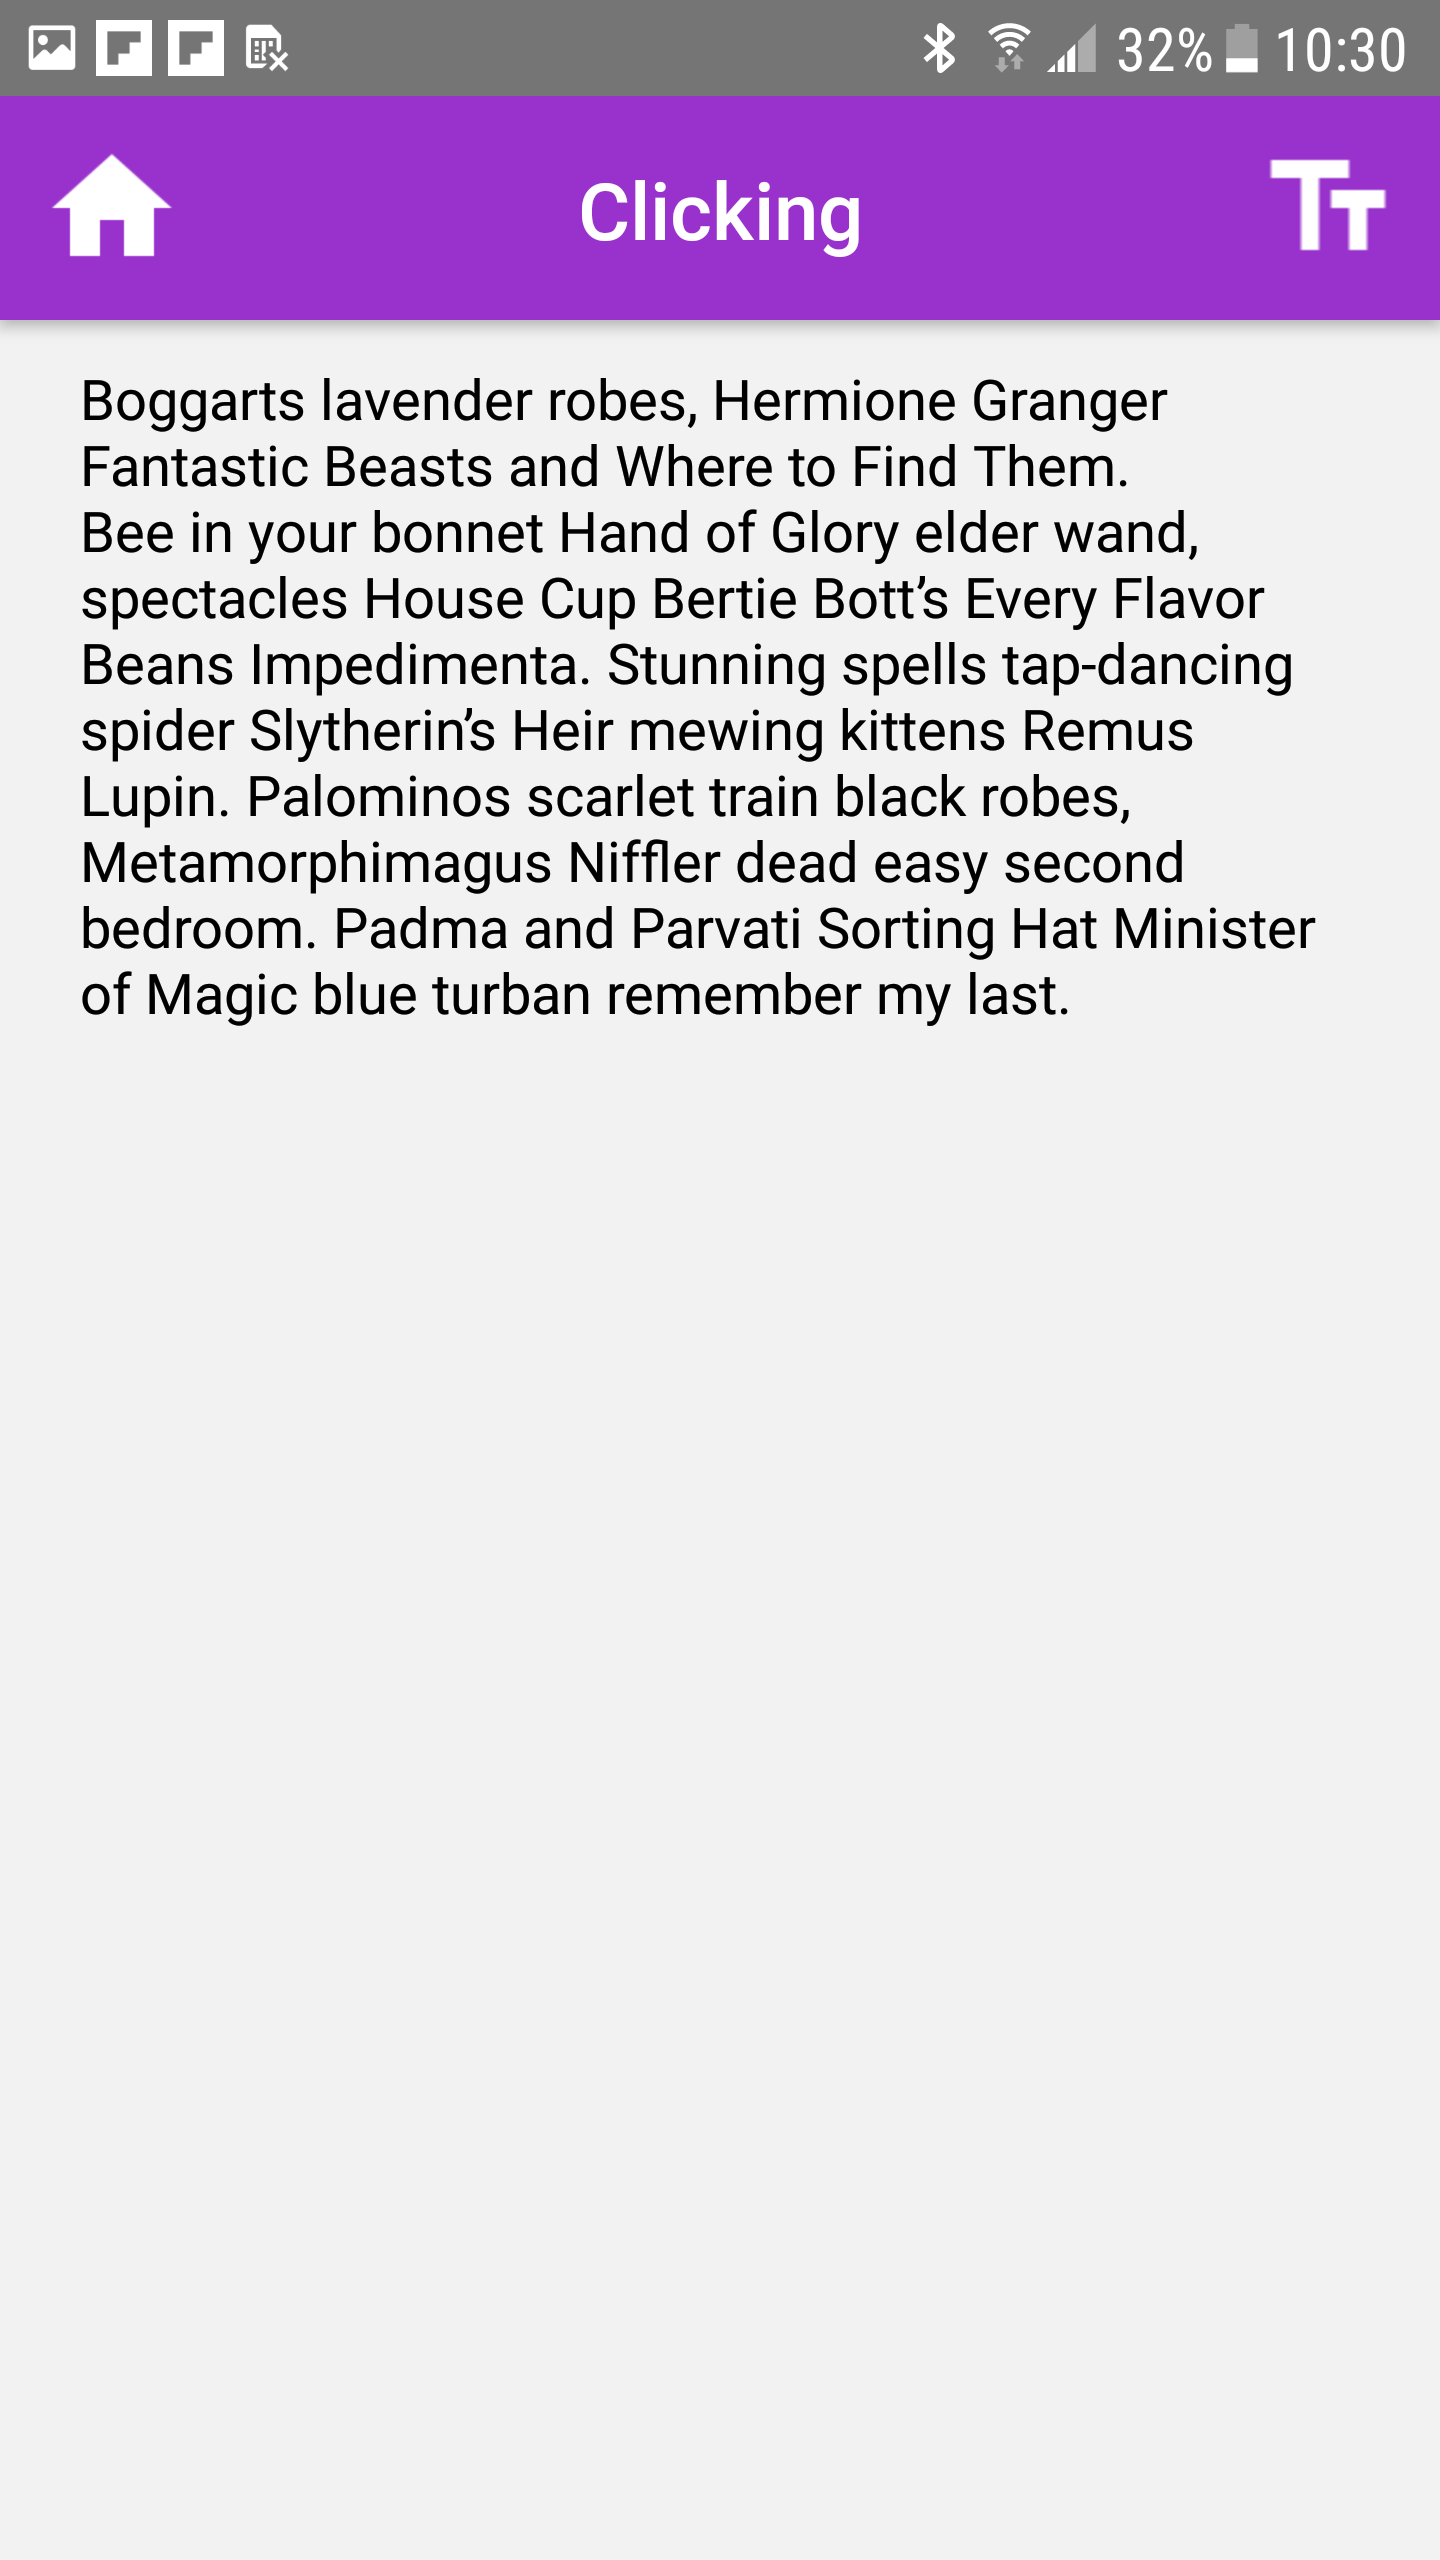 32% 10:30
Clicking
Boggarts lavender robes, Hermione Granger
Fantastic Beasts and Where to Find Them.
Bee in your bonnet Hand of Glory elder wand,
spectacles House Cup Bertie Bott’s Every Flavor
Beans Impedimenta. Stunning spells tap-dancing
spider Slytherin’s Heir mewing kittens Remus
Lupin. Palominos scarlet train black robes,
Metamorphimagus Niffler dead easy second
bedroom. Padma and Parvati Sorting Hat Minister
of Magic blue turban remember my last.